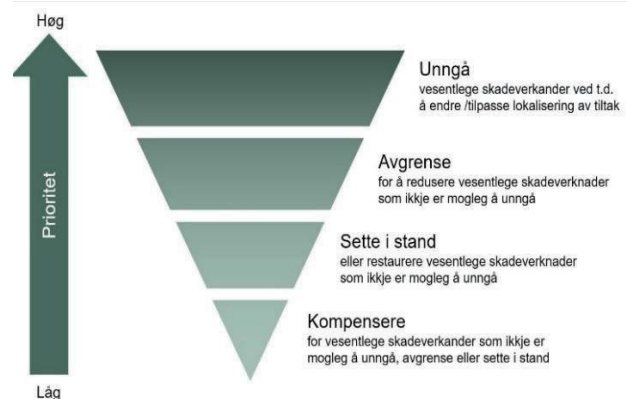 Høg
Prioritet
Låg
Unngå
vesentlege skadeverkander ved t.d.
å endre /tilpasse lokalisering av tiltak
Avgrense
for å redusere vesentlege skadeverknader
som ikkje er mogleg å unngå
Sette i stand
eller restaurere vesentlege skadeverknader
som ikkje er mogleg å unngå
Kompensere
for vesentlege skadeverkander som ikkje er
mogleg å unngå, avgrense eller sette i stand